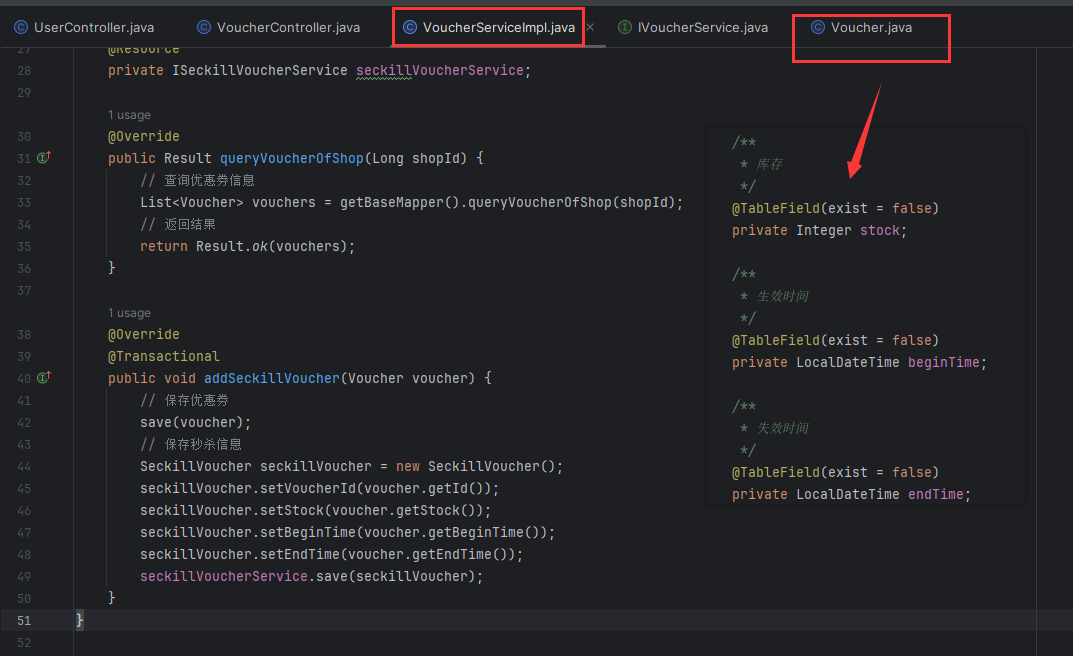 UserController.java VoucherController.java VoucherServiceImpl.java IVoucherService.java Voucher.java
27 @Resource
28 private ISeckillVoucherService seckillVoucherService;
29
1 usage
30 @Override
31 public Result queryVoucherOfShop(Long shopId) {
32 // 查询优惠券信息
33 List<Voucher> vouchers = getBaseMapper().queryVoucherOfShop(shopId);
34 // 返回结果
35 return Result.ok(vouchers);
36 }
37
1 usage
38 @Override
39 @Transactional
40 public void addSeckillVoucher(Voucher voucher) {
41 // 保存优惠券
42 save(voucher);
43 // 保存秒杀信息
44 SeckillVoucher seckillVoucher = new SeckillVoucher();
45 seckillVoucher.setVoucherId(voucher.getId());
46 seckillVoucher.setStock(voucher.getStock());
47 seckillVoucher.setBeginTime(voucher.getBeginTime());
48 seckillVoucher.setEndTime(voucher.getEndTime());
49 seckillVoucherService.save(seckillVoucher);
50 }
51 }
52
/**
* 库存
*/
@TableField(exist = false)
private Integer stock;
/**
* 生效时间
*/
@TableField(exist = false)
private LocalDateTime beginTime;
/**
* 失效时间
*/
@TableField(exist = false)
private LocalDateTime endTime;